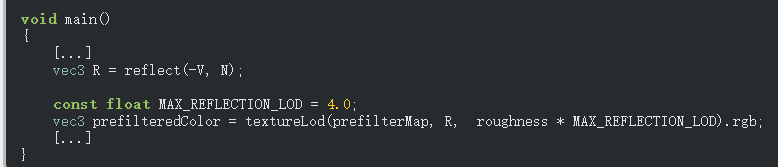 void main()
{
    [...]
    vec3 R = reflect(-V, N);

    const float MAX_REFLECTION_LOD = 4.0;
    vec3 prefilteredColor = textureLod(prefilterMap, R,  roughness * MAX_REFLECTION_LOD).rgb;
    [...]
}